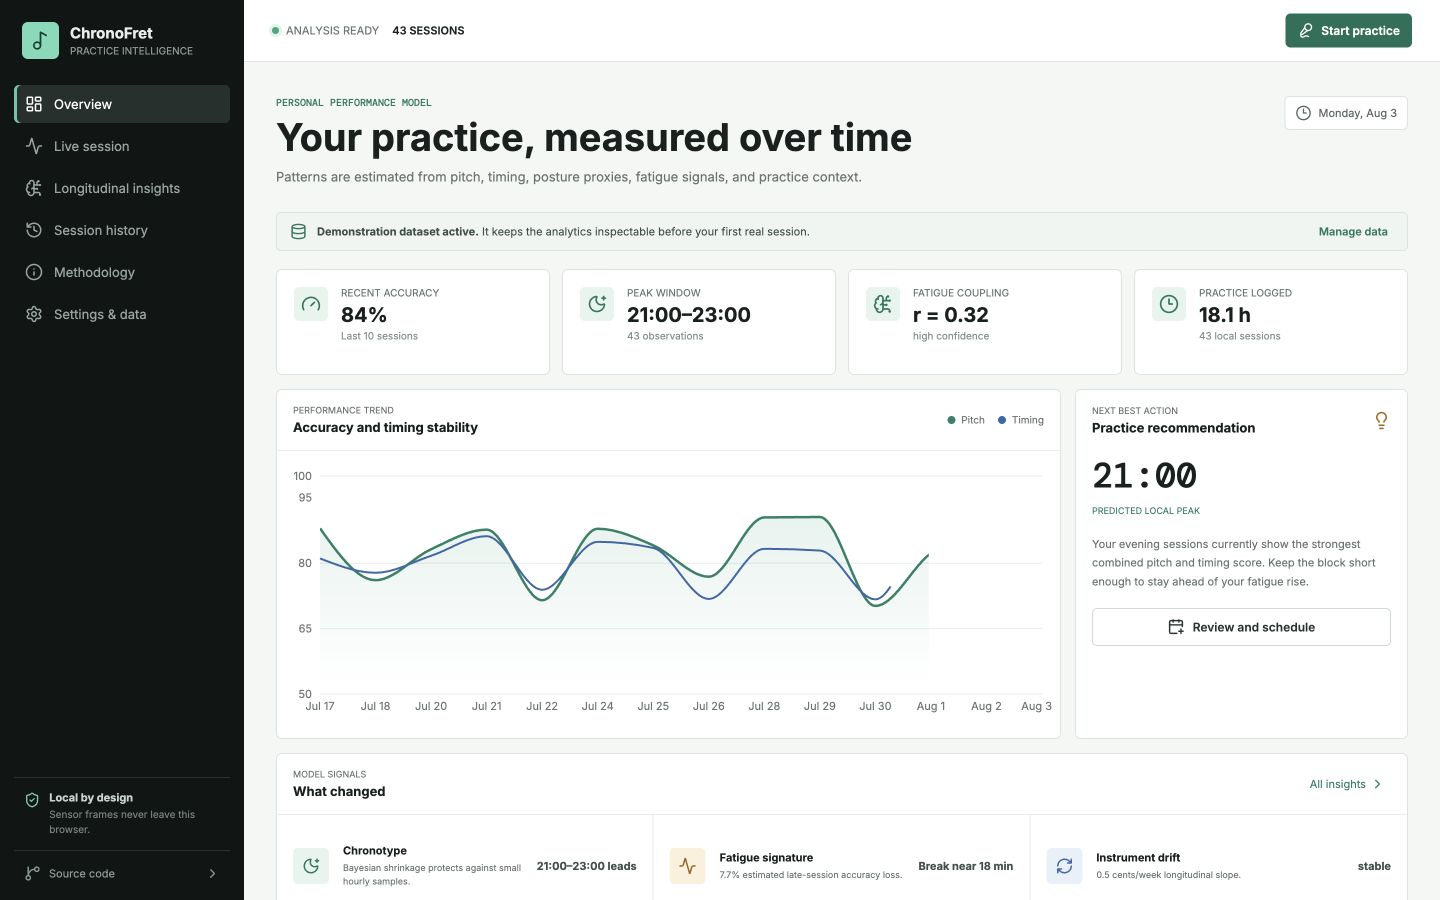 ChronoFret
PRACTICE INTELLIGENCE
Overview
Live session
Longitudinal insights
Session history
Methodology
Settings & data
Local by design
Sensor frames never leave this
browser.
Source code
ANALYSIS READY 43 SESSIONS
Start practice
PERSONAL PERFORMANCE MODEL
Your practice, measured over time
Patterns are estimated from pitch, timing, posture proxies, fatigue signals, and practice context.
Monday, Aug 3
Demonstration dataset active. It keeps the analytics inspectable before your first real session.
Manage data
RECENT ACCURACY
84%
Last 10 sessions
PEAK WINDOW
21:00–23:00
43 observations
FATIGUE COUPLING
r = 0.32
high confidence
PRACTICE LOGGED
18.1 h
43 local sessions
PERFORMANCE TREND
Accuracy and timing stability
Pitch Timing
100
95
80
65
50
Jul 17 Jul 18 Jul 20 Jul 21 Jul 22 Jul 24 Jul 25 Jul 26 Jul 28 Jul 29 Jul 30 Aug 1 Aug 2 Aug 3
NEXT BEST ACTION
Practice recommendation
21:00
PREDICTED LOCAL PEAK
Your evening sessions currently show the strongest
combined pitch and timing score. Keep the block short
enough to stay ahead of your fatigue rise.
Review and schedule
MODEL SIGNALS
What changed
All insights
Chronotype
Bayesian shrinkage protects against small
hourly samples.
21:00–23:00 leads
Fatigue signature
7.7% estimated late-session accuracy loss.
Break near 18 min
Instrument drift
0.5 cents/week longitudinal slope.
stable